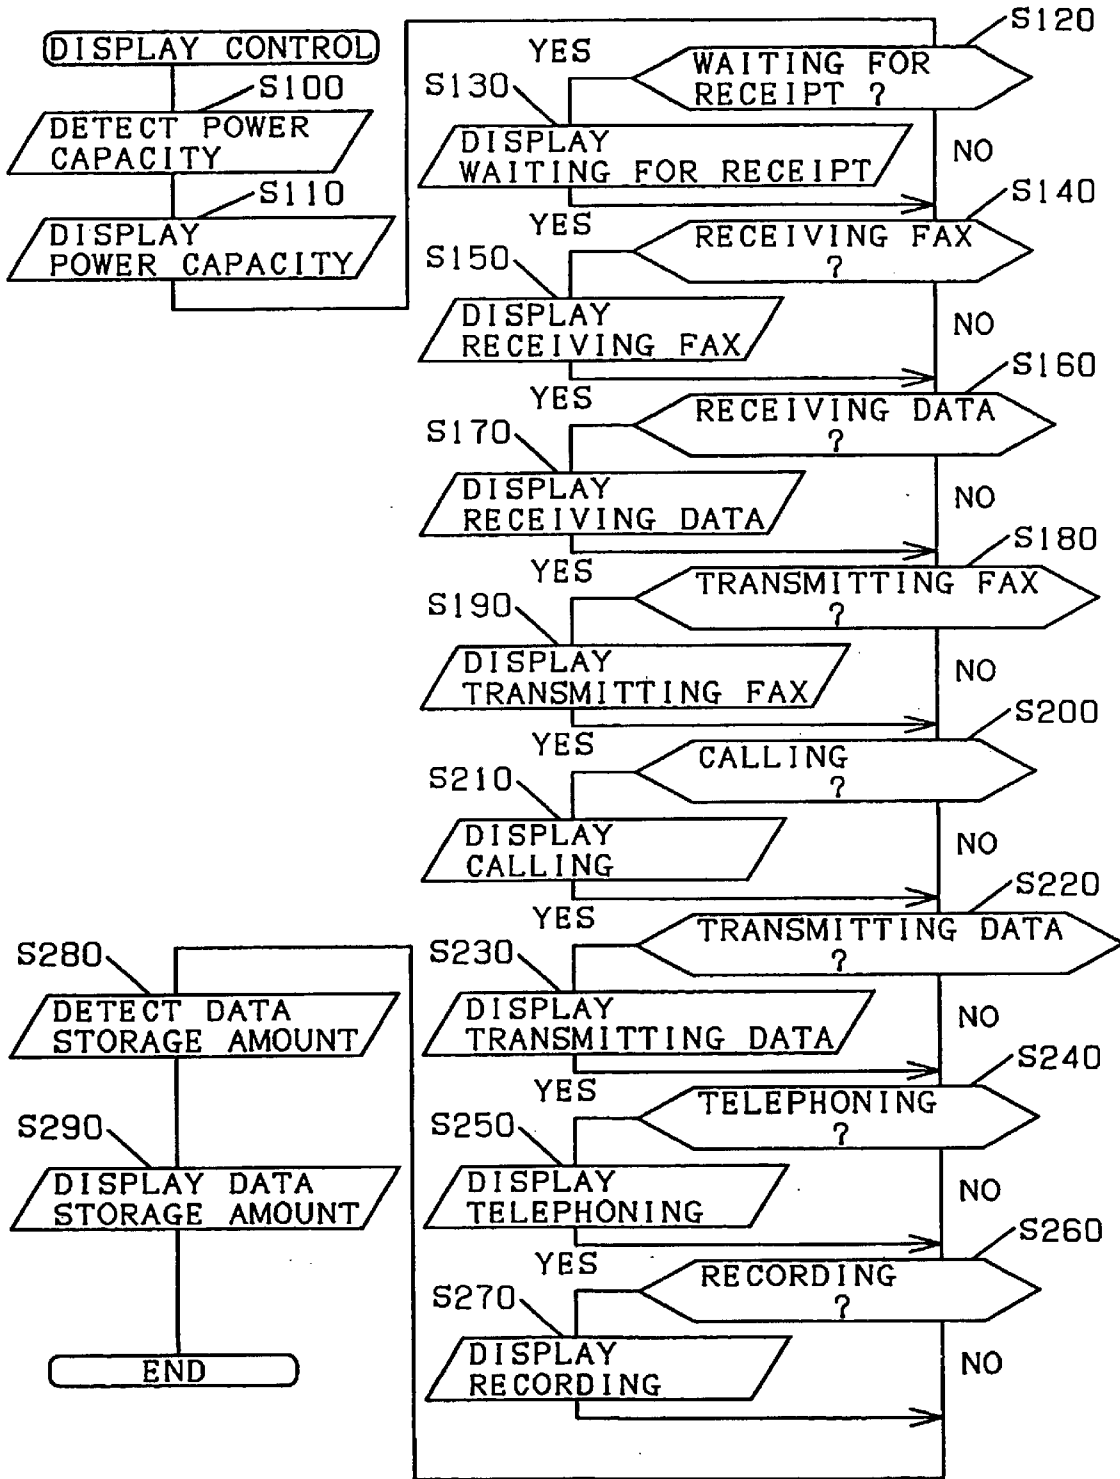 DISPLAY CONTROL
S100
DETECT POWER
CAPACITY
S110
DISPLAY
POWER CAPACITY
S120
WAITING FOR
RECEIPT ?
YES
NO
S130
DISPLAY
WAITING FOR RECEIPT
S140
RECEIVING FAX
?
YES
NO
S150
DISPLAY
RECEIVING FAX
S160
RECEIVING DATA
?
YES
NO
S170
DISPLAY
RECEIVING DATA
S180
TRANSMITTING FAX
?
YES
NO
S190
DISPLAY
TRANSMITTING FAX
S200
CALLING
?
YES
NO
S210
DISPLAY
CALLING
S220
TRANSMITTING DATA
?
YES
NO
S230
DISPLAY
TRANSMITTING DATA
S240
TELEPHONING
?
YES
NO
S250
DISPLAY
TELEPHONING
S260
RECORDING
?
YES
NO
S270
DISPLAY
RECORDING
S280
DETECT DATA
STORAGE AMOUNT
S290
DISPLAY DATA
STORAGE AMOUNT
END